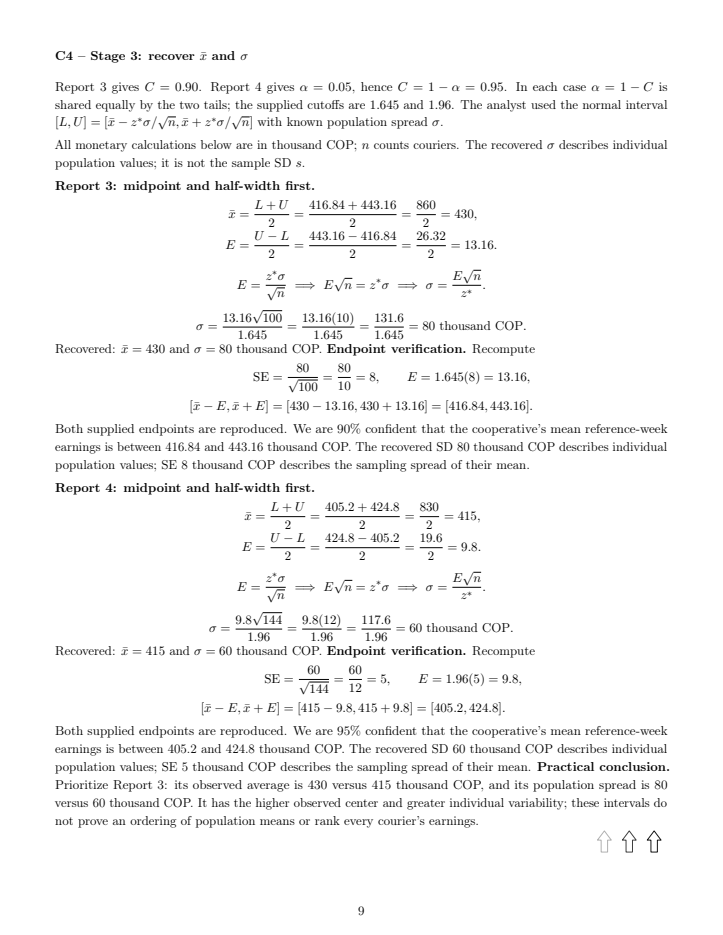 C4 – Stage 3: recover x̄ and σ
Report 3 gives C = 0.90. Report 4 gives α = 0.05, hence C = 1 − α = 0.95. In each case α = 1 − C is
shared equally by the two tails; the supplied cutoffs are 1.645 and 1.96. The analyst used the normal interval
[L, U] = [x̄ − z*σ/√n, x̄ + z*σ/√n] with known population spread σ.
All monetary calculations below are in thousand COP; n counts couriers. The recovered σ describes individual
population values; it is not the sample SD s.
Report 3: midpoint and half-width first.
x̄ = (L + U)/2 = (416.84 + 443.16)/2 = 860/2 = 430,
E = (U − L)/2 = (443.16 − 416.84)/2 = 26.32/2 = 13.16.
E = z*σ/√n ⟹ E√n = z*σ ⟹ σ = E√n/z*.
σ = 13.16√100/1.645 = 13.16(10)/1.645 = 131.6/1.645 = 80 thousand COP.
Recovered: x̄ = 430 and σ = 80 thousand COP. Endpoint verification. Recompute
SE = 80/√100 = 80/10 = 8, E = 1.645(8) = 13.16,
[x̄ − E, x̄ + E] = [430 − 13.16, 430 + 13.16] = [416.84, 443.16].
Both supplied endpoints are reproduced. We are 90% confident that the cooperative's mean reference-week
earnings is between 416.84 and 443.16 thousand COP. The recovered SD 80 thousand COP describes individual
population values; SE 8 thousand COP describes the sampling spread of their mean.
Report 4: midpoint and half-width first.
x̄ = (L + U)/2 = (405.2 + 424.8)/2 = 830/2 = 415,
E = (U − L)/2 = (424.8 − 405.2)/2 = 19.6/2 = 9.8.
E = z*σ/√n ⟹ E√n = z*σ ⟹ σ = E√n/z*.
σ = 9.8√144/1.96 = 9.8(12)/1.96 = 117.6/1.96 = 60 thousand COP.
Recovered: x̄ = 415 and σ = 60 thousand COP. Endpoint verification. Recompute
SE = 60/√144 = 60/12 = 5, E = 1.96(5) = 9.8,
[x̄ − E, x̄ + E] = [415 − 9.8, 415 + 9.8] = [405.2, 424.8].
Both supplied endpoints are reproduced. We are 95% confident that the cooperative's mean reference-week
earnings is between 405.2 and 424.8 thousand COP. The recovered SD 60 thousand COP describes individual
population values; SE 5 thousand COP describes the sampling spread of their mean. Practical conclusion.
Prioritize Report 3: its observed average is 430 versus 415 thousand COP, and its population spread is 80
versus 60 thousand COP. It has the higher observed center and greater individual variability; these intervals do
not prove an ordering of population means or rank every courier's earnings.
9